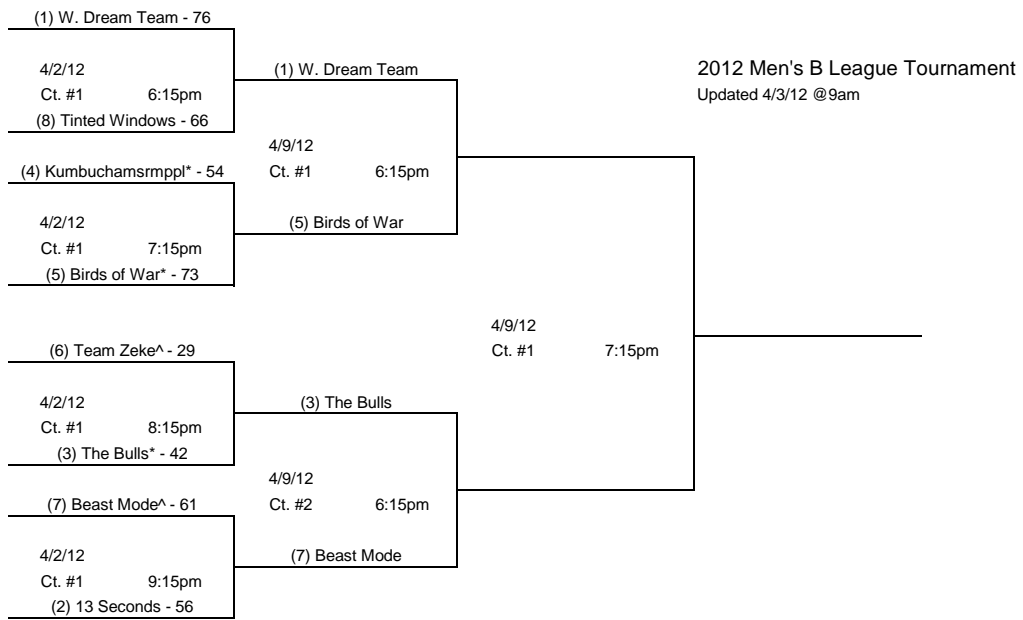 (1) W. Dream Team - 76
4/2/12
Ct. #1 6:15pm
(8) Tinted Windows - 66
(4) Kumbuchamsrmppl* - 54
4/2/12
Ct. #1 7:15pm
(5) Birds of War* - 73
(6) Team Zeke^ - 29
4/2/12
Ct. #1 8:15pm
(3) The Bulls* - 42
(7) Beast Mode^ - 61
4/2/12
Ct. #1 9:15pm
(2) 13 Seconds - 56
(1) W. Dream Team
4/9/12
Ct. #1 6:15pm
(5) Birds of War
(3) The Bulls
4/9/12
Ct. #2 6:15pm
(7) Beast Mode
4/9/12
Ct. #1 7:15pm
2012 Men's B League Tournament
Updated 4/3/12 @9am